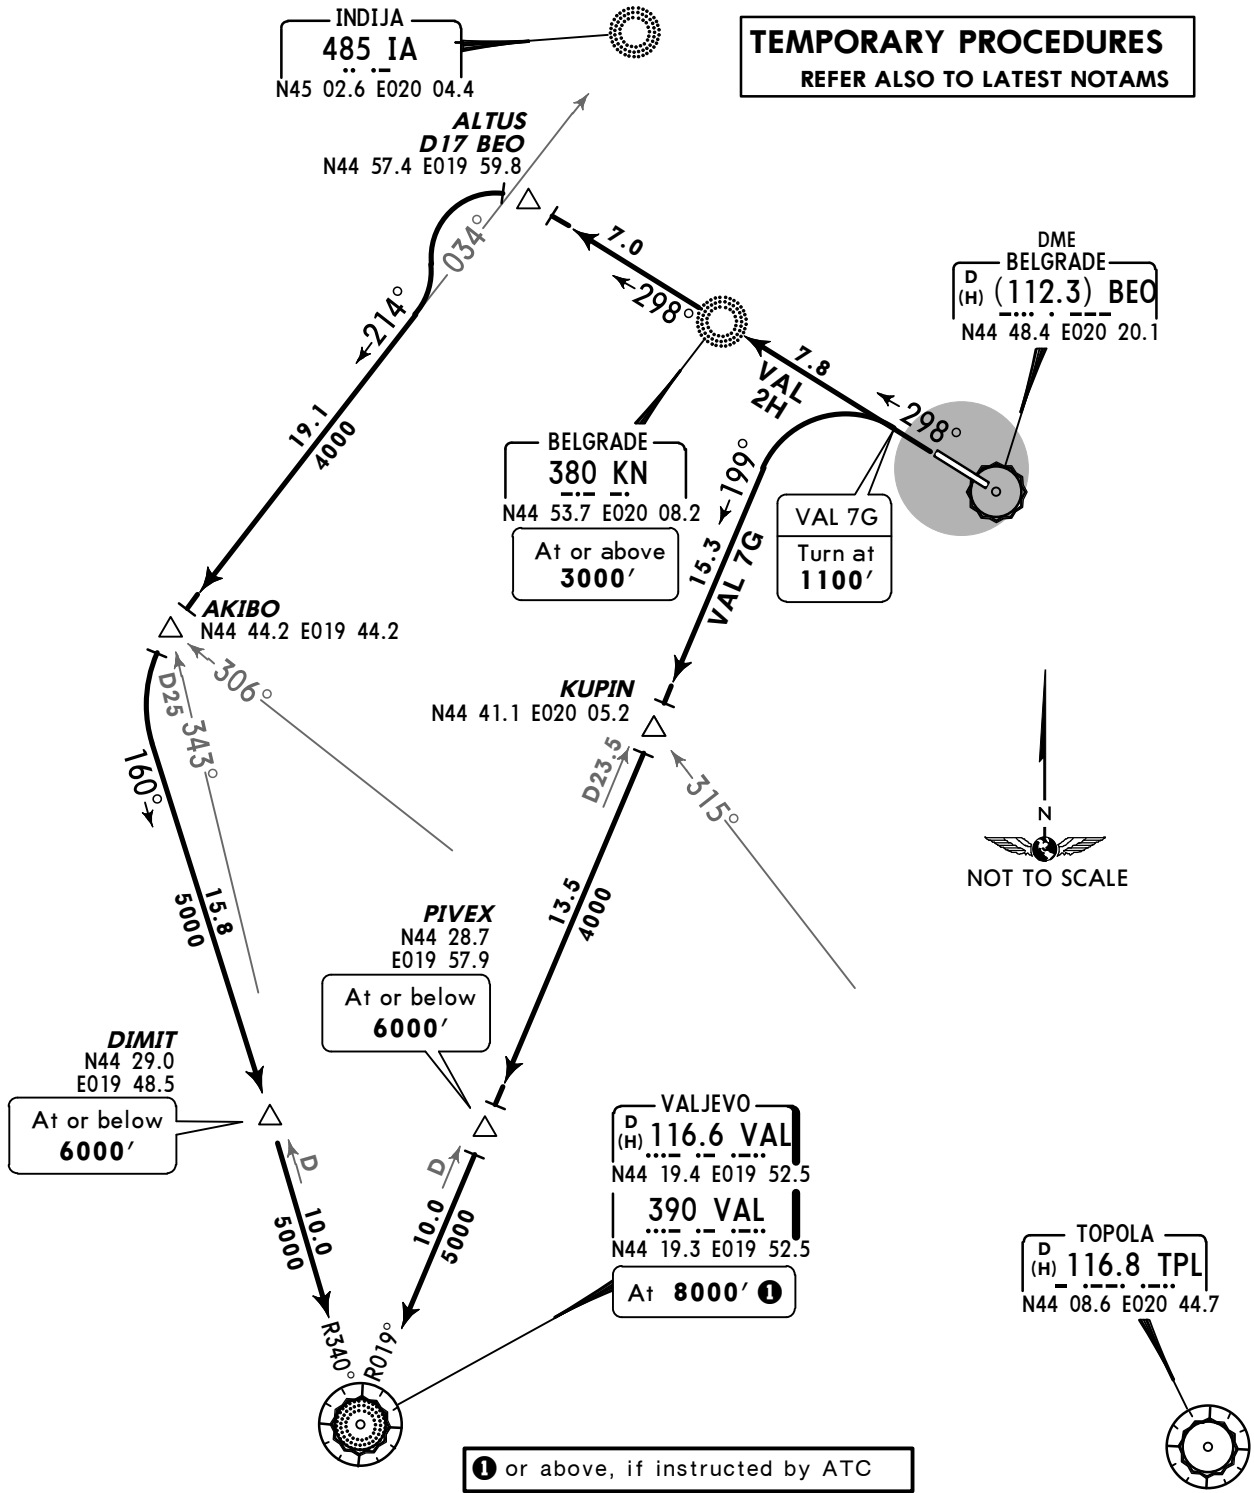 INDIJA
485 IA
N45 02.6 E020 04.4
TEMPORARY PROCEDURES
REFER ALSO TO LATEST NOTAMS
ALTUS
D17 BEO
N44 57.4 E019 59.8
034°
7.0
298°
DME
BELGRADE
D
(H) (112.3) BEO
N44 48.4 E020 20.1
7.8
VAL
2H
298°
214°
19.1
4000
BELGRADE
380 KN
N44 53.7 E020 08.2
At or above
3000'
199°
15.3
VAL 7G
VAL 7G
Turn at
1100'
AKIBO
N44 44.2 E019 44.2
306°
D25
343°
160°
15.8
5000
KUPIN
N44 41.1 E020 05.2
D23.5
315°
13.5
4000
N
NOT TO SCALE
PIVEX
N44 28.7
E019 57.9
At or below
6000'
DIMIT
N44 29.0
E019 48.5
At or below
6000'
D
10.0
5000
R340°
D
10.0
5000
R019°
VALJEVO
D
(H) 116.6 VAL
N44 19.4 E019 52.5
390 VAL
N44 19.3 E019 52.5
At 8000' ❶
TOPOLA
D
(H) 116.8 TPL
N44 08.6 E020 44.7
❶ or above, if instructed by ATC